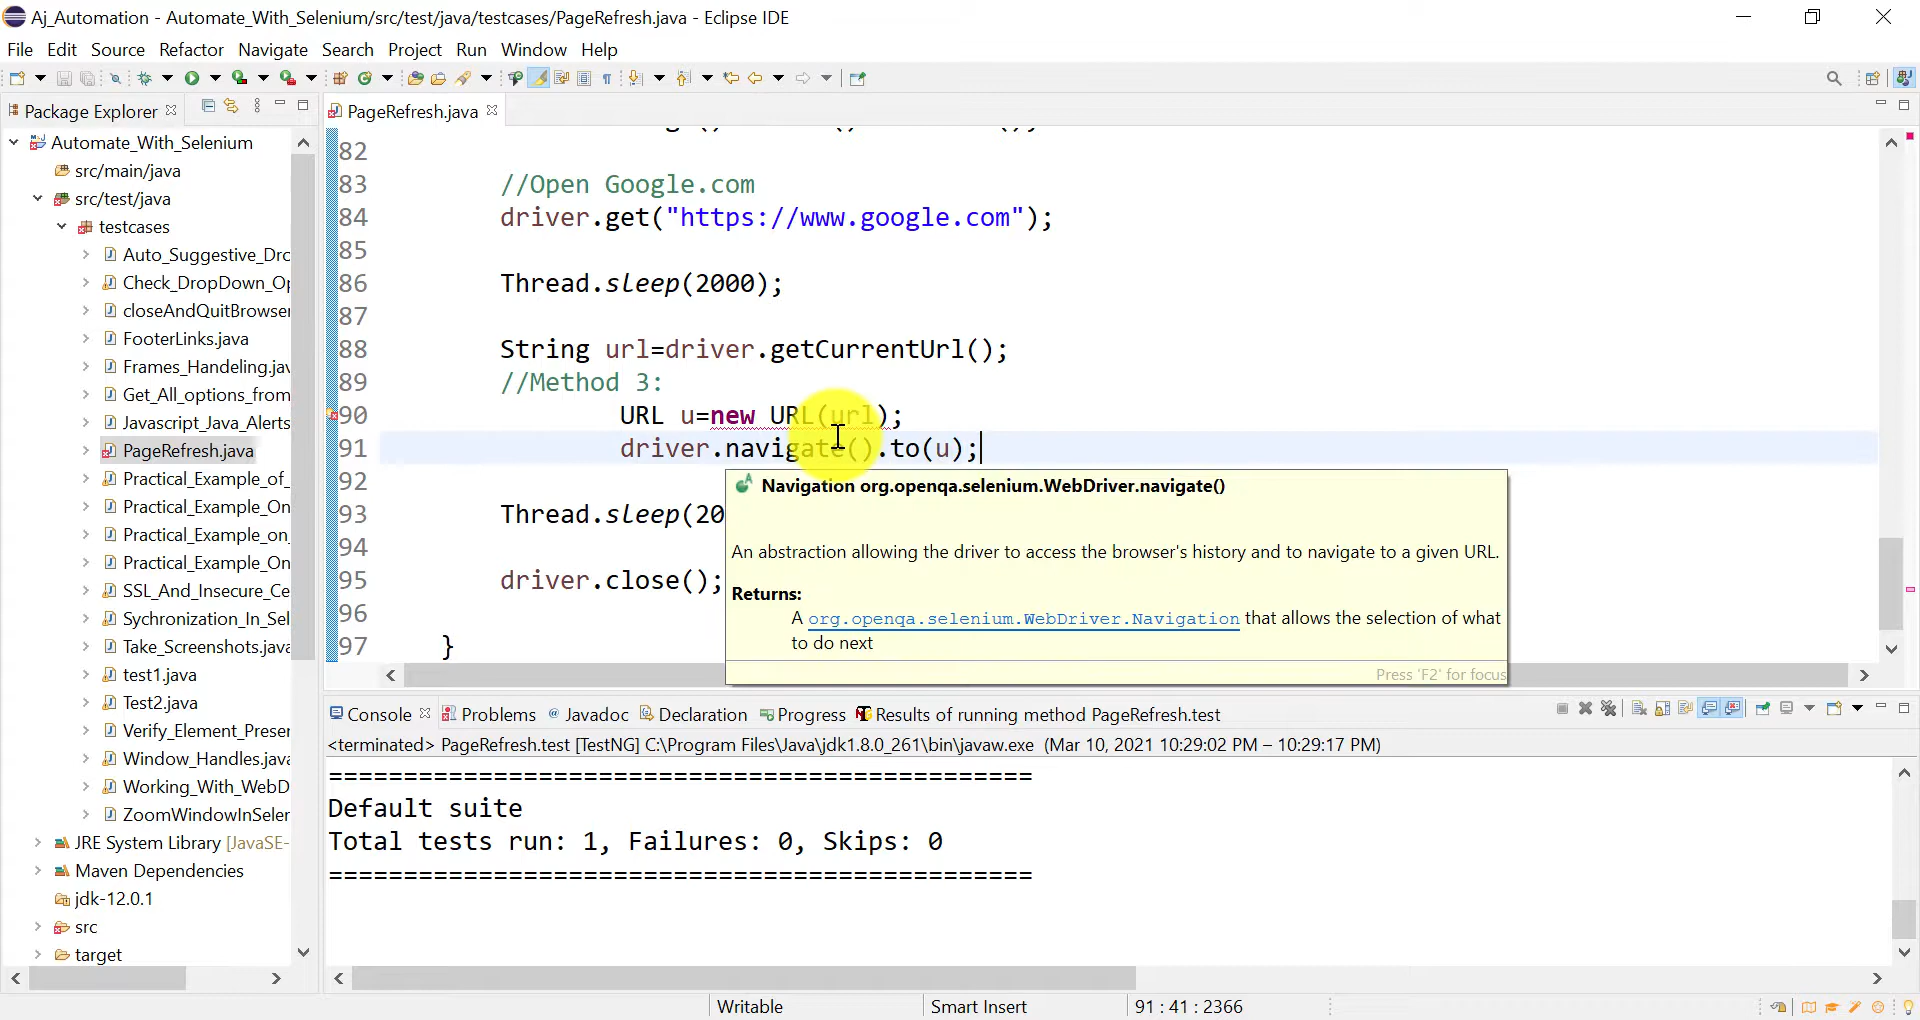 Aj_Automation - Automate_With_Selenium/src/test/java/testcases/PageRefresh.java - Eclipse IDE
File Edit Source Refactor Navigate Search Project Run Window Help
Package Explorer
Automate_With_Selenium
src/main/java
src/test/java
testcases
Auto_Suggestive_Drc
Check_DropDown_Op
closeAndQuitBrowser
FooterLinks.java
Frames_Handeling.jav
Get_All_options_from
Javascript_Java_Alerts
PageRefresh.java
Practical_Example_of_
Practical_Example_On
Practical_Example_on_
Practical_Example_On
SSL_And_Insecure_Ce
Sychronization_In_Sel
Take_Screenshots.java
test1.java
Test2.java
Verify_Element_Preser
Window_Handles.java
Working_With_WebD
ZoomWindowInSeler
JRE System Library [JavaSE-
Maven Dependencies
jdk-12.0.1
src
target
PageRefresh.java
82
83 //Open Google.com
84 driver.get("https://www.google.com");
85
86 Thread.sleep(2000);
87
88 String url=driver.getCurrentUrl();
89 //Method 3:
90 URL u=new URL(url);
91 driver.navigate().to(u);
92
93 Thread.sleep(20
94
95 driver.close();
96
97 }
Navigation org.openqa.selenium.WebDriver.navigate()
An abstraction allowing the driver to access the browser's history and to navigate to a given URL.
Returns:
A org.openqa.selenium.WebDriver.Navigation that allows the selection of what
to do next
Press 'F2' for focus
Console Problems @ Javadoc Declaration Progress Results of running method PageRefresh.test
<terminated> PageRefresh.test [TestNG] C:\Program Files\Java\jdk1.8.0_261\bin\javaw.exe (Mar 10, 2021 10:29:02 PM – 10:29:17 PM)
===============================================
Default suite
Total tests run: 1, Failures: 0, Skips: 0
===============================================
Writable Smart Insert 91 : 41 : 2366